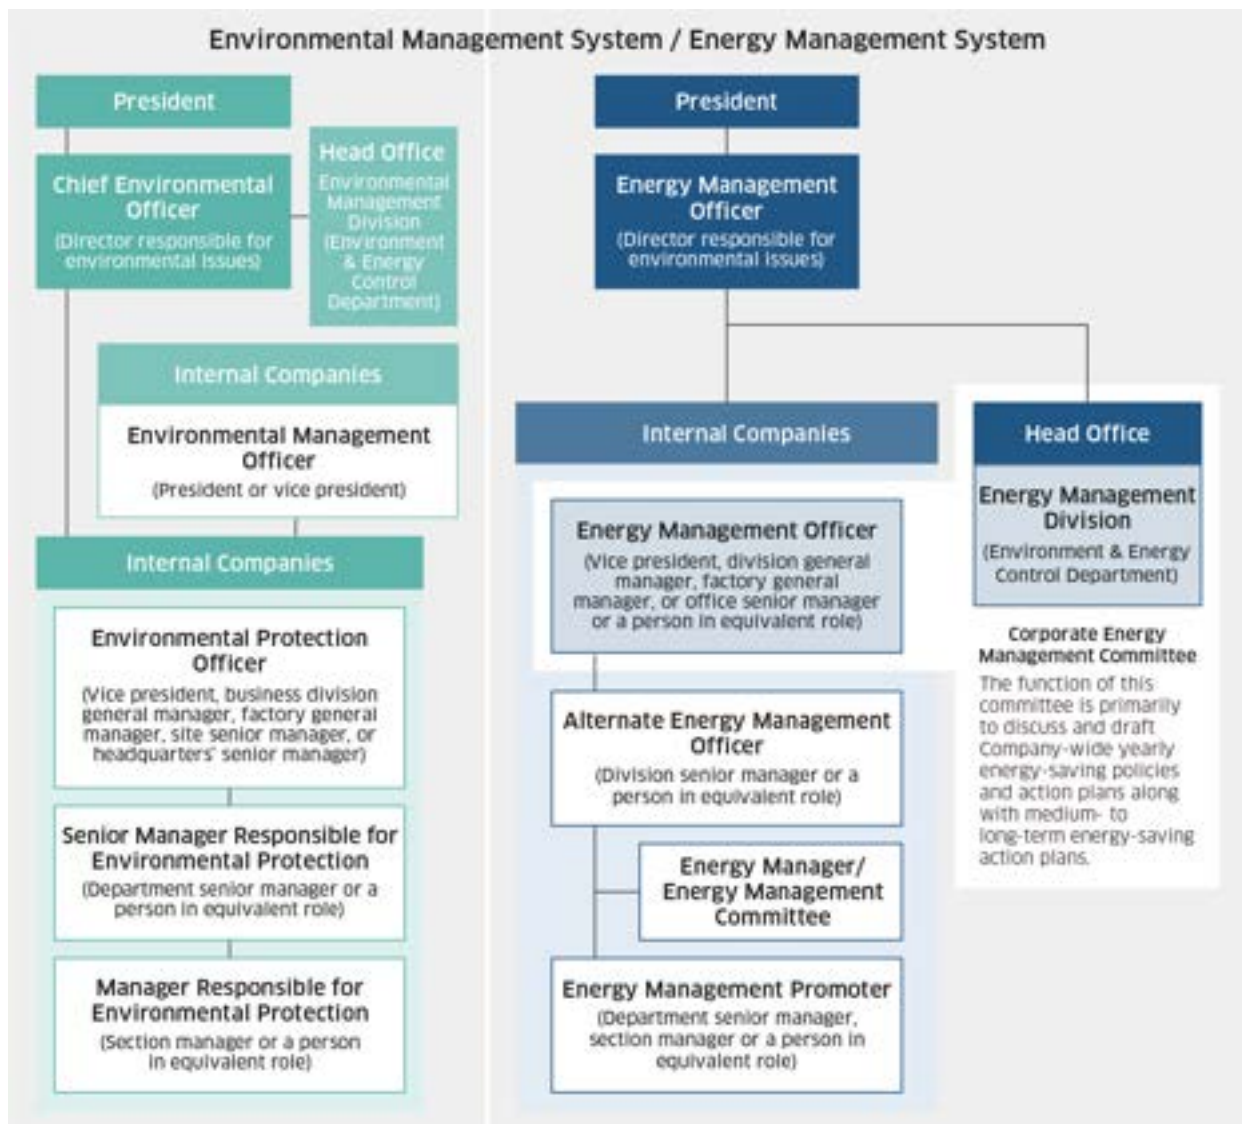 Environmental Management System / Energy Management System
President
Chief Environmental
Officer
(Director responsible for
environmental issues)
Head Office
Environmental
Management
Division
(Environment
& Energy
Control
Department)
Internal Companies
Environmental Management
Officer
(President or vice president)
Internal Companies
Environmental Protection
Officer
(Vice president, business division
general manager, factory general
manager, site senior manager, or
headquarters' senior manager)
Senior Manager Responsible for
Environmental Protection
(Department senior manager or a
person in equivalent role)
Manager Responsible for
Environmental Protection
(Section manager or a person
in equivalent role)
President
Energy Management
Officer
(Director responsible for
environmental issues)
Internal Companies
Energy Management Officer
(Vice president, division general
manager, factory general
manager, or office senior manager
or a person in equivalent role)
Alternate Energy Management
Officer
(Division senior manager or a
person in equivalent role)
Energy Manager/
Energy Management
Committee
Energy Management Promoter
(Department senior manager,
section manager or a person in
equivalent role)
Head Office
Energy Management
Division
(Environment & Energy
Control Department)
Corporate Energy
Management Committee
The function of this
committee is primarily
to discuss and draft
Company-wide yearly
energy-saving policies
and action plans along
with medium- to
long-term energy-saving
action plans.